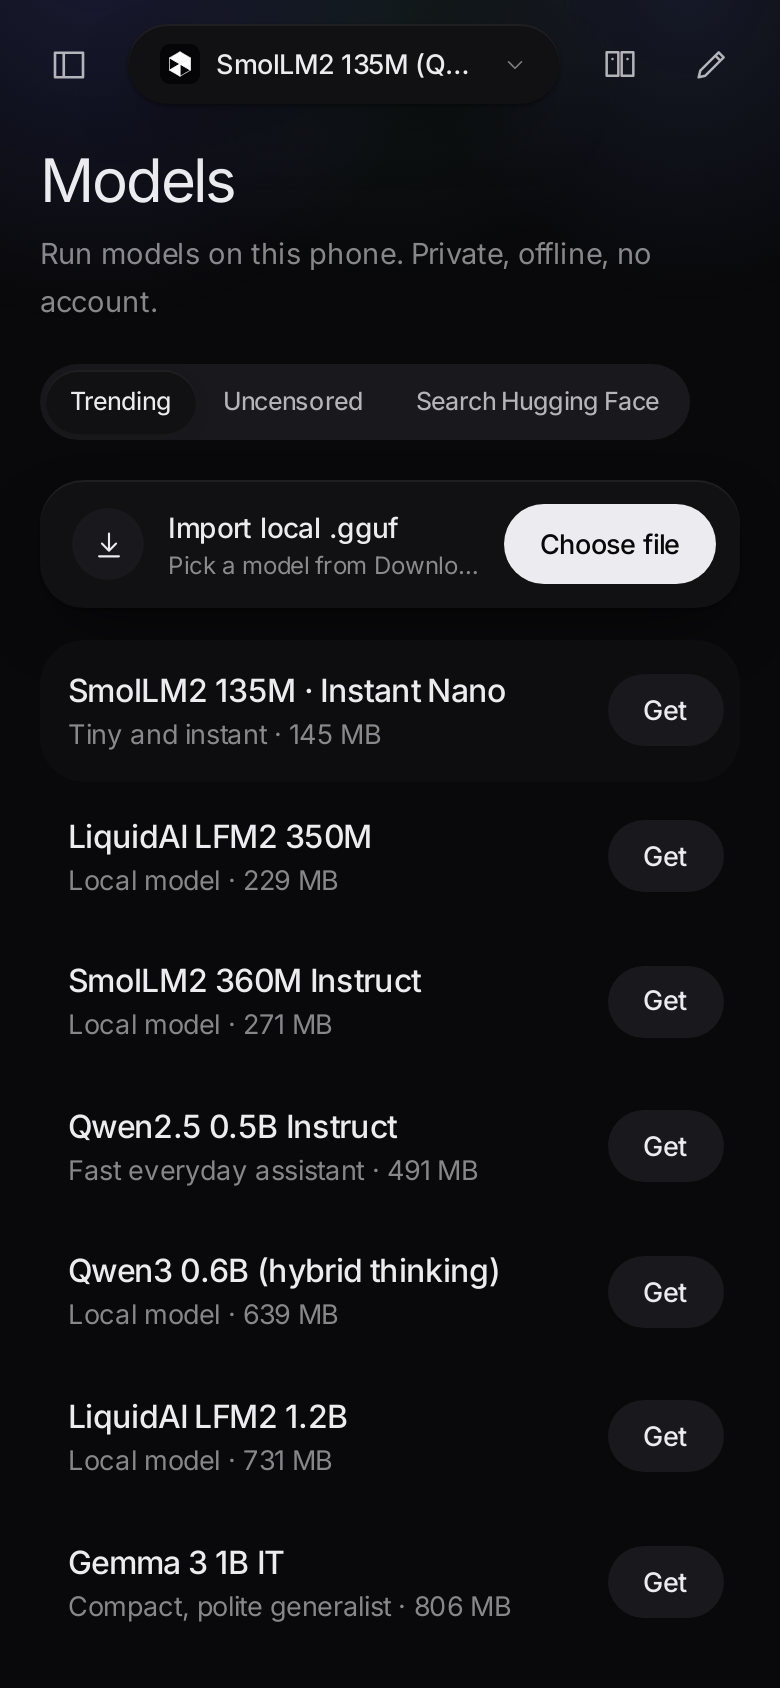 SmolLM2 135M (Q...
Models
Run models on this phone. Private, offline, no
account.
Trending
Uncensored
Search Hugging Face
Import local .gguf
Pick a model from Downlo...
Choose file
SmolLM2 135M · Instant Nano
Tiny and instant · 145 MB
Get
LiquidAI LFM2 350M
Local model · 229 MB
Get
SmolLM2 360M Instruct
Local model · 271 MB
Get
Qwen2.5 0.5B Instruct
Fast everyday assistant · 491 MB
Get
Qwen3 0.6B (hybrid thinking)
Local model · 639 MB
Get
LiquidAI LFM2 1.2B
Local model · 731 MB
Get
Gemma 3 1B IT
Compact, polite generalist · 806 MB
Get